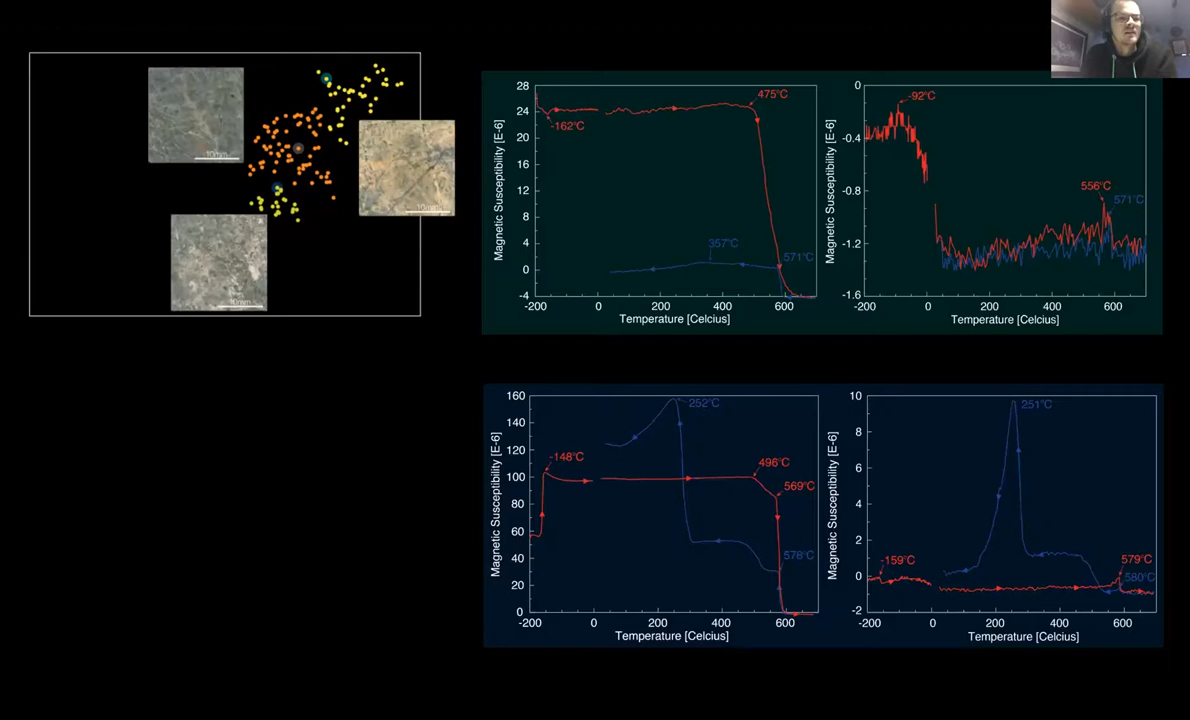 10mm
10mm
10mm
28
24
20
16
12
8
4
0
-4
-200
0
200
400
600
Magnetic Susceptibility [E-6]
Temperature [Celcius]
-162°C
475°C
357°C
571°C
0
-0.4
-0.8
-1.2
-1.6
-200
0
200
400
600
Magnetic Susceptibility [E-6]
Temperature [Celcius]
-92°C
556°C
571°C
160
140
120
100
80
60
40
20
0
-200
0
200
400
600
Magnetic Susceptibility [E-6]
Temperature [Celcius]
-148°C
252°C
496°C
569°C
578°C
10
8
6
4
2
0
-2
-200
0
200
400
600
Magnetic Susceptibility [E-6]
Temperature [Celcius]
-159°C
251°C
579°C
580°C